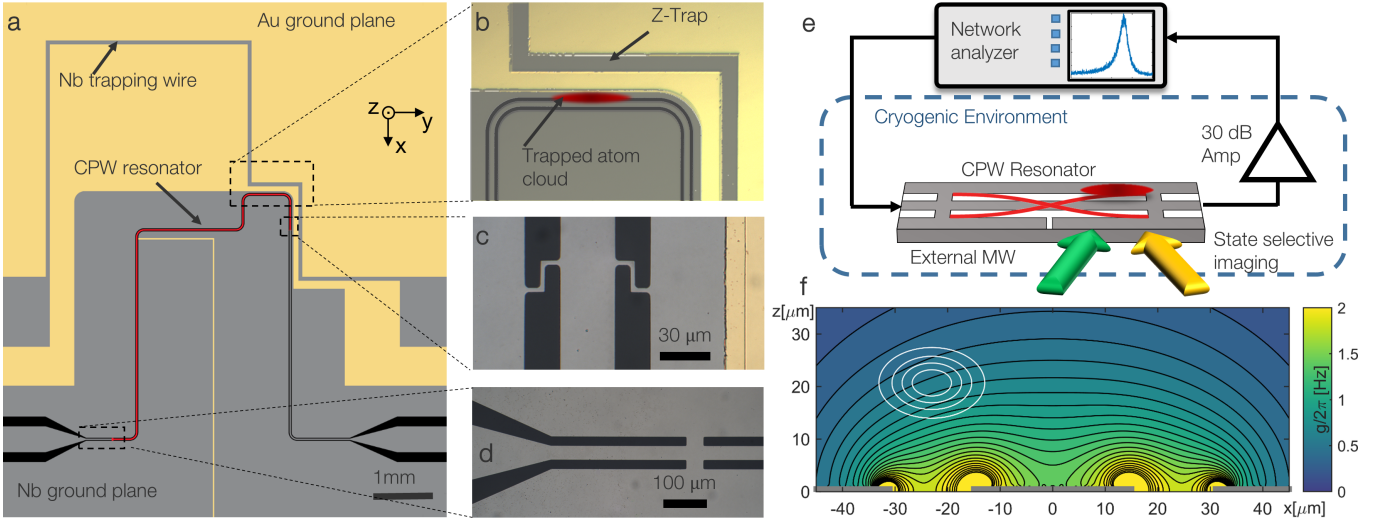 a
Au ground plane
Nb trapping wire
z
y
x
CPW resonator
1mm
Nb ground plane
b
Z-Trap
Trapped atom
cloud
c
30 μm
d
100 μm
e
Network
analyzer
Cryogenic Environment
30 dB
Amp
CPW Resonator
External MW
State selective
imaging
f
z[μm]
30
20
10
0
-40 -30 -20 -10 0 10 20 30 40
x[μm]
2
1.5
1
0.5
0
g/2π [Hz]